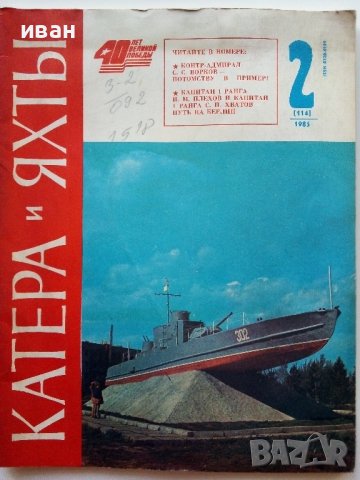 иван
КАТЕРА и ЯХТЫ
40 ЛЕТ
ВЕЛИКОЙ
ПОБЕДЫ
ЧИТАЙТЕ В НОМЕРЕ:
★ КОНТР-АДМИРАЛ
С. С. ВОРКОВ —
ПОТОМСТВУ В ПРИМЕР!
★ КАПИТАН 1 РАНГА
И. М. ПЛЕХОВ И КАПИТАН
1 РАНГА С. П. ХВАТОВ
ПУТЬ НА БЕРЛИН
2
[114]
1985
302
BAZAR